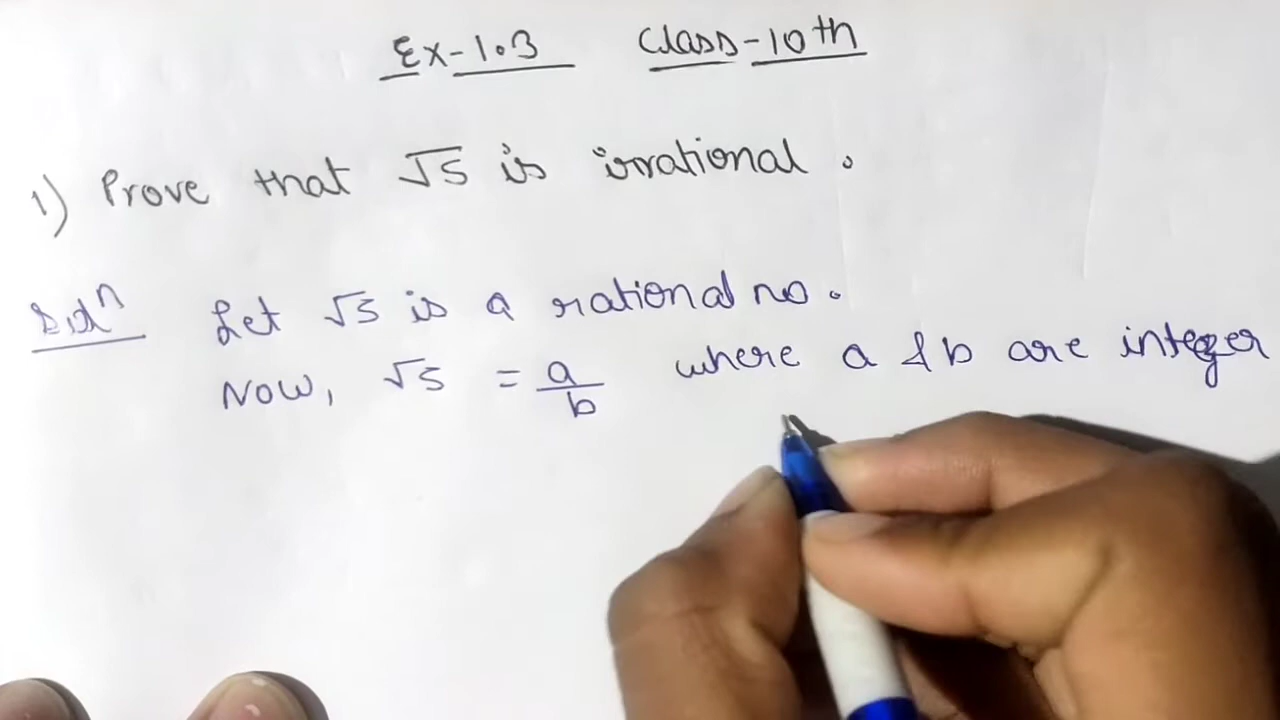 Ex-1.3 Class-10th
1) Prove that √5 is irrational.
Solⁿ Let √5 is a rational no.
Now, √5 = a/b where a & b are integer